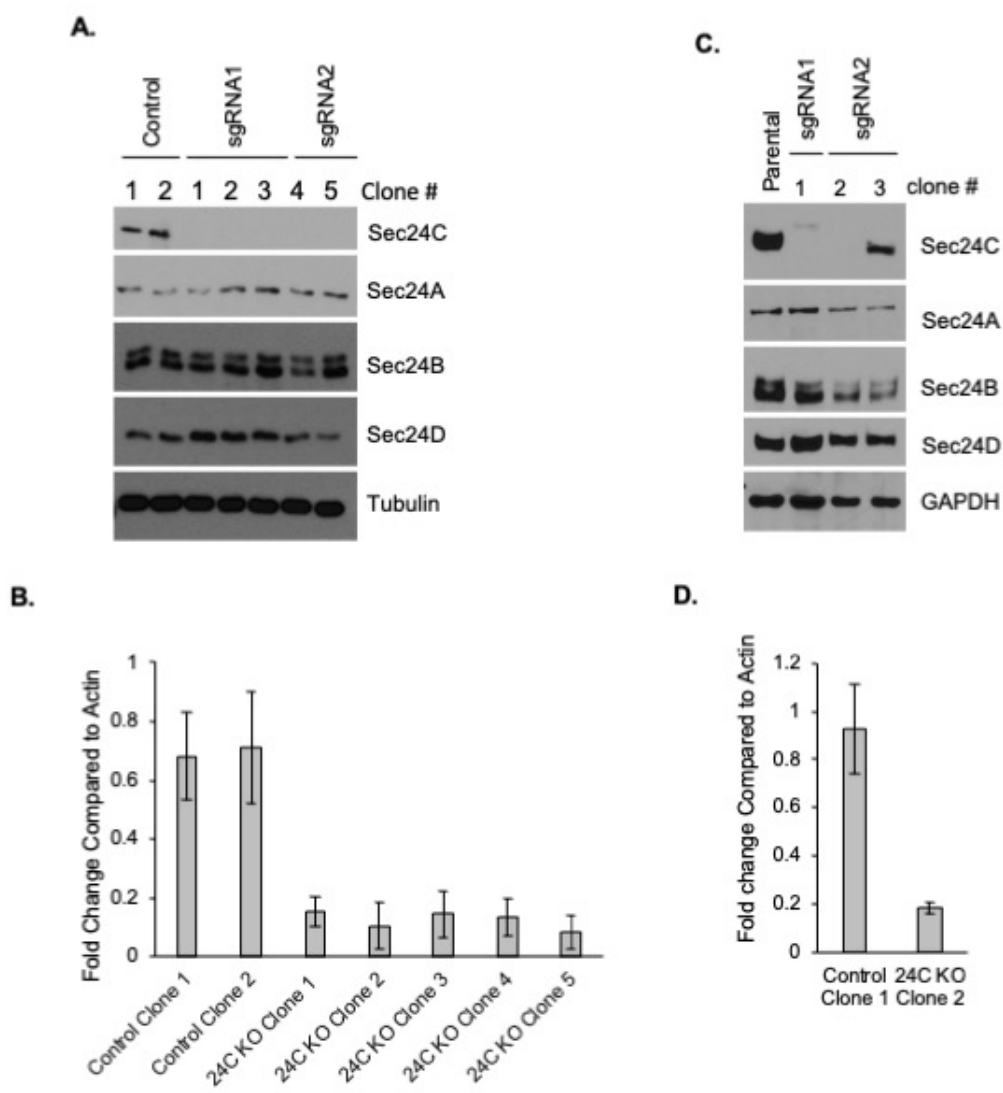 A.
Control
sgRNA1
sgRNA2
1 2 1 2 3 4 5 Clone #
Sec24C
Sec24A
Sec24B
Sec24D
Tubulin
C.
Parental
sgRNA1
sgRNA2
1 2 3 clone #
Sec24C
Sec24A
Sec24B
Sec24D
GAPDH
B.
Fold Change Compared to Actin
1
0.8
0.6
0.4
0.2
0
Control Clone 1
Control Clone 2
24C KO Clone 1
24C KO Clone 2
24C KO Clone 3
24C KO Clone 4
24C KO Clone 5
D.
Fold change Compared to Actin
1.2
1
0.8
0.6
0.4
0.2
0
Control 24C KO
Clone 1 Clone 2